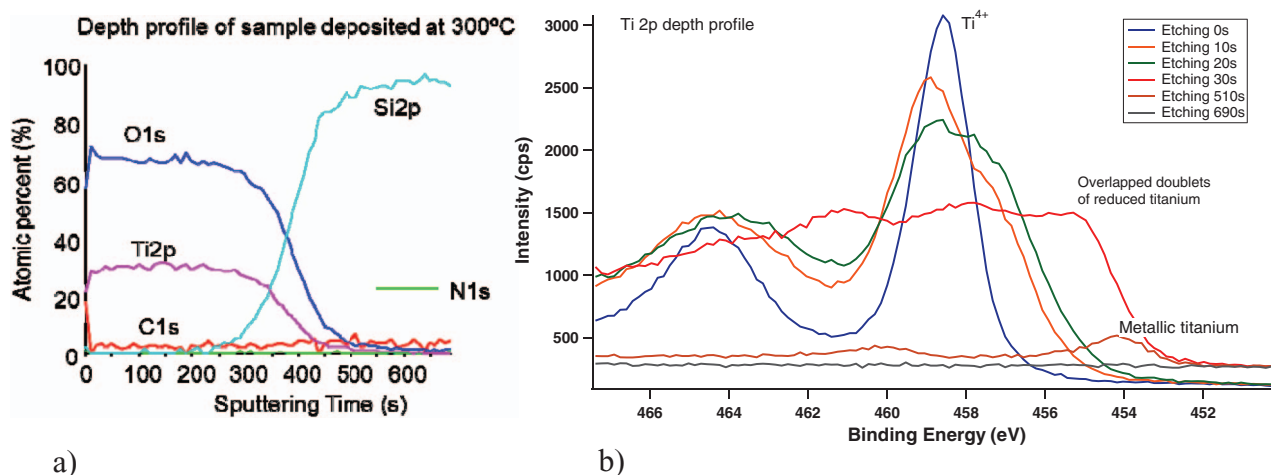 Depth profile of sample deposited at 300ºC
100
80
60
40
20
0
Atomic percent (%)
O1s
Si2p
Ti2p
N1s
C1s
0 100 200 300 400 500 600
Sputtering Time (s)
a)
Ti 2p depth profile
Ti4+
Etching 0s
Etching 10s
Etching 20s
Etching 30s
Etching 510s
Etching 690s
3000
2500
2000
1500
1000
500
Intensity (cps)
Overlapped doublets
of reduced titanium
Metallic titanium
466 464 462 460 458 456 454 452
Binding Energy (eV)
b)